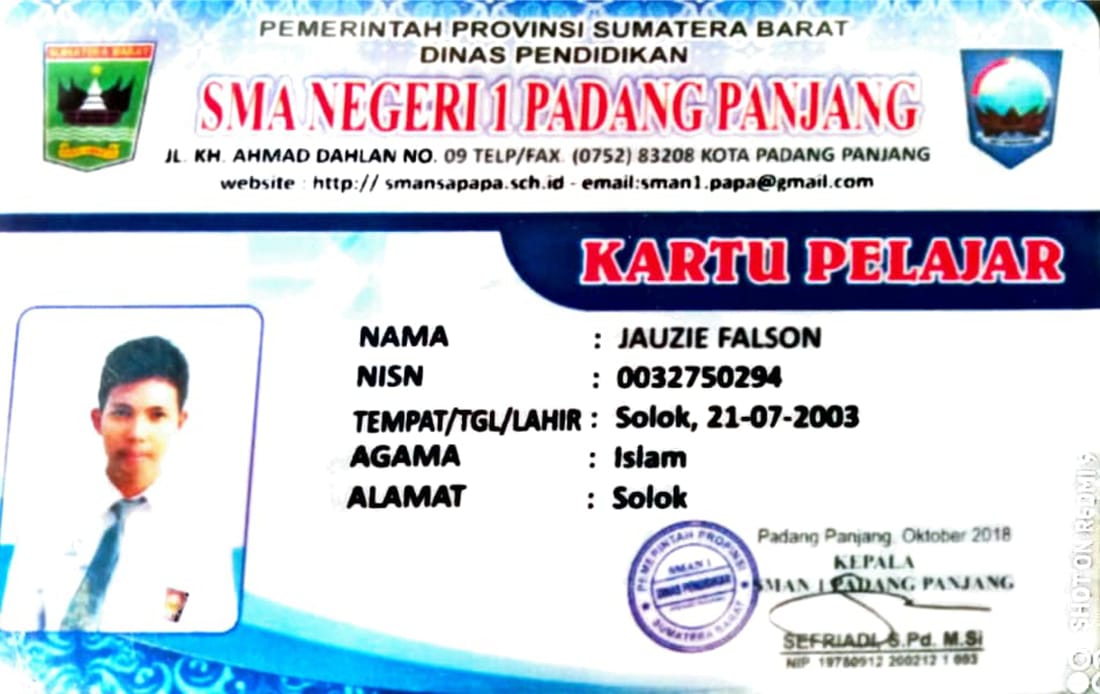 PEMERINTAH PROVINSI SUMATERA BARAT
DINAS PENDIDIKAN
SUMATERA BARAT
SMA NEGERI 1 PADANG PANJANG
JL. KH. AHMAD DAHLAN NO. 09 TELP/FAX. (0752) 83208 KOTA PADANG PANJANG
website : http:// smansapapa.sch.id - email:sman1.papa@gmail.com
KARTU PELAJAR
NAMA : JAUZIE FALSON
NISN : 0032750294
TEMPAT/TGL/LAHIR : Solok, 21-07-2003
AGAMA : Islam
ALAMAT : Solok
Padang Panjang, Oktober 2018
KEPALA
SMAN 1 PADANG PANJANG
PEMERINTAH PROPINSI
SMAN 1
DINAS PENDIDIKAN
SUMATERA BARAT
SEFRIADI, S.Pd. M.Si
NIP 19780912 200212 1 003
SHOT ON REDMI